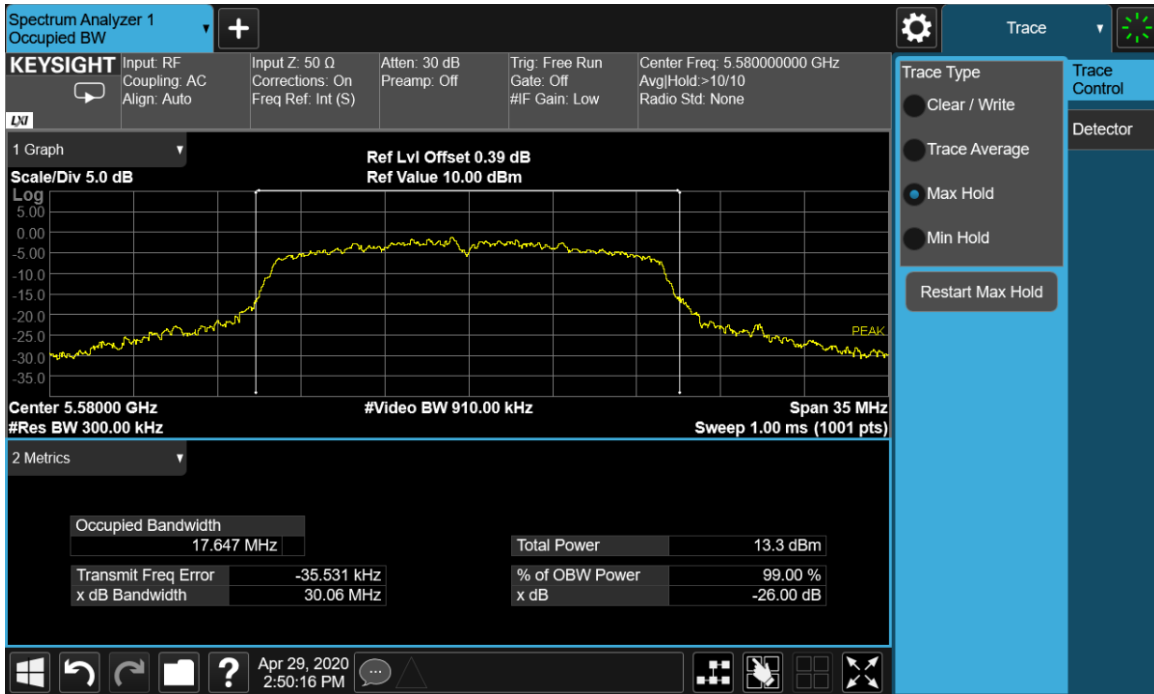 Spectrum Analyzer 1
Occupied BW
Trace
KEYSIGHT
LXI
Input: RF
Coupling: AC
Align: Auto
Input Z: 50 Ω
Corrections: On
Freq Ref: Int (S)
Atten: 30 dB
Preamp: Off
Trig: Free Run
Gate: Off
#IF Gain: Low
Center Freq: 5.580000000 GHz
Avg|Hold:>10/10
Radio Std: None
Trace Type
Clear / Write
Trace Average
Max Hold
Min Hold
Restart Max Hold
Trace
Control
Detector
1 Graph
Scale/Div 5.0 dB
Ref Lvl Offset 0.39 dB
Ref Value 10.00 dBm
Log
5.00
0.00
-5.00
-10.0
-15.0
-20.0
-25.0
-30.0
-35.0
PEAK
Center 5.58000 GHz
#Res BW 300.00 kHz
#Video BW 910.00 kHz
Span 35 MHz
Sweep 1.00 ms (1001 pts)
2 Metrics
Occupied Bandwidth
17.647 MHz
Total Power 13.3 dBm
Transmit Freq Error -35.531 kHz
% of OBW Power 99.00 %
x dB Bandwidth 30.06 MHz
x dB -26.00 dB
?
Apr 29, 2020
2:50:16 PM